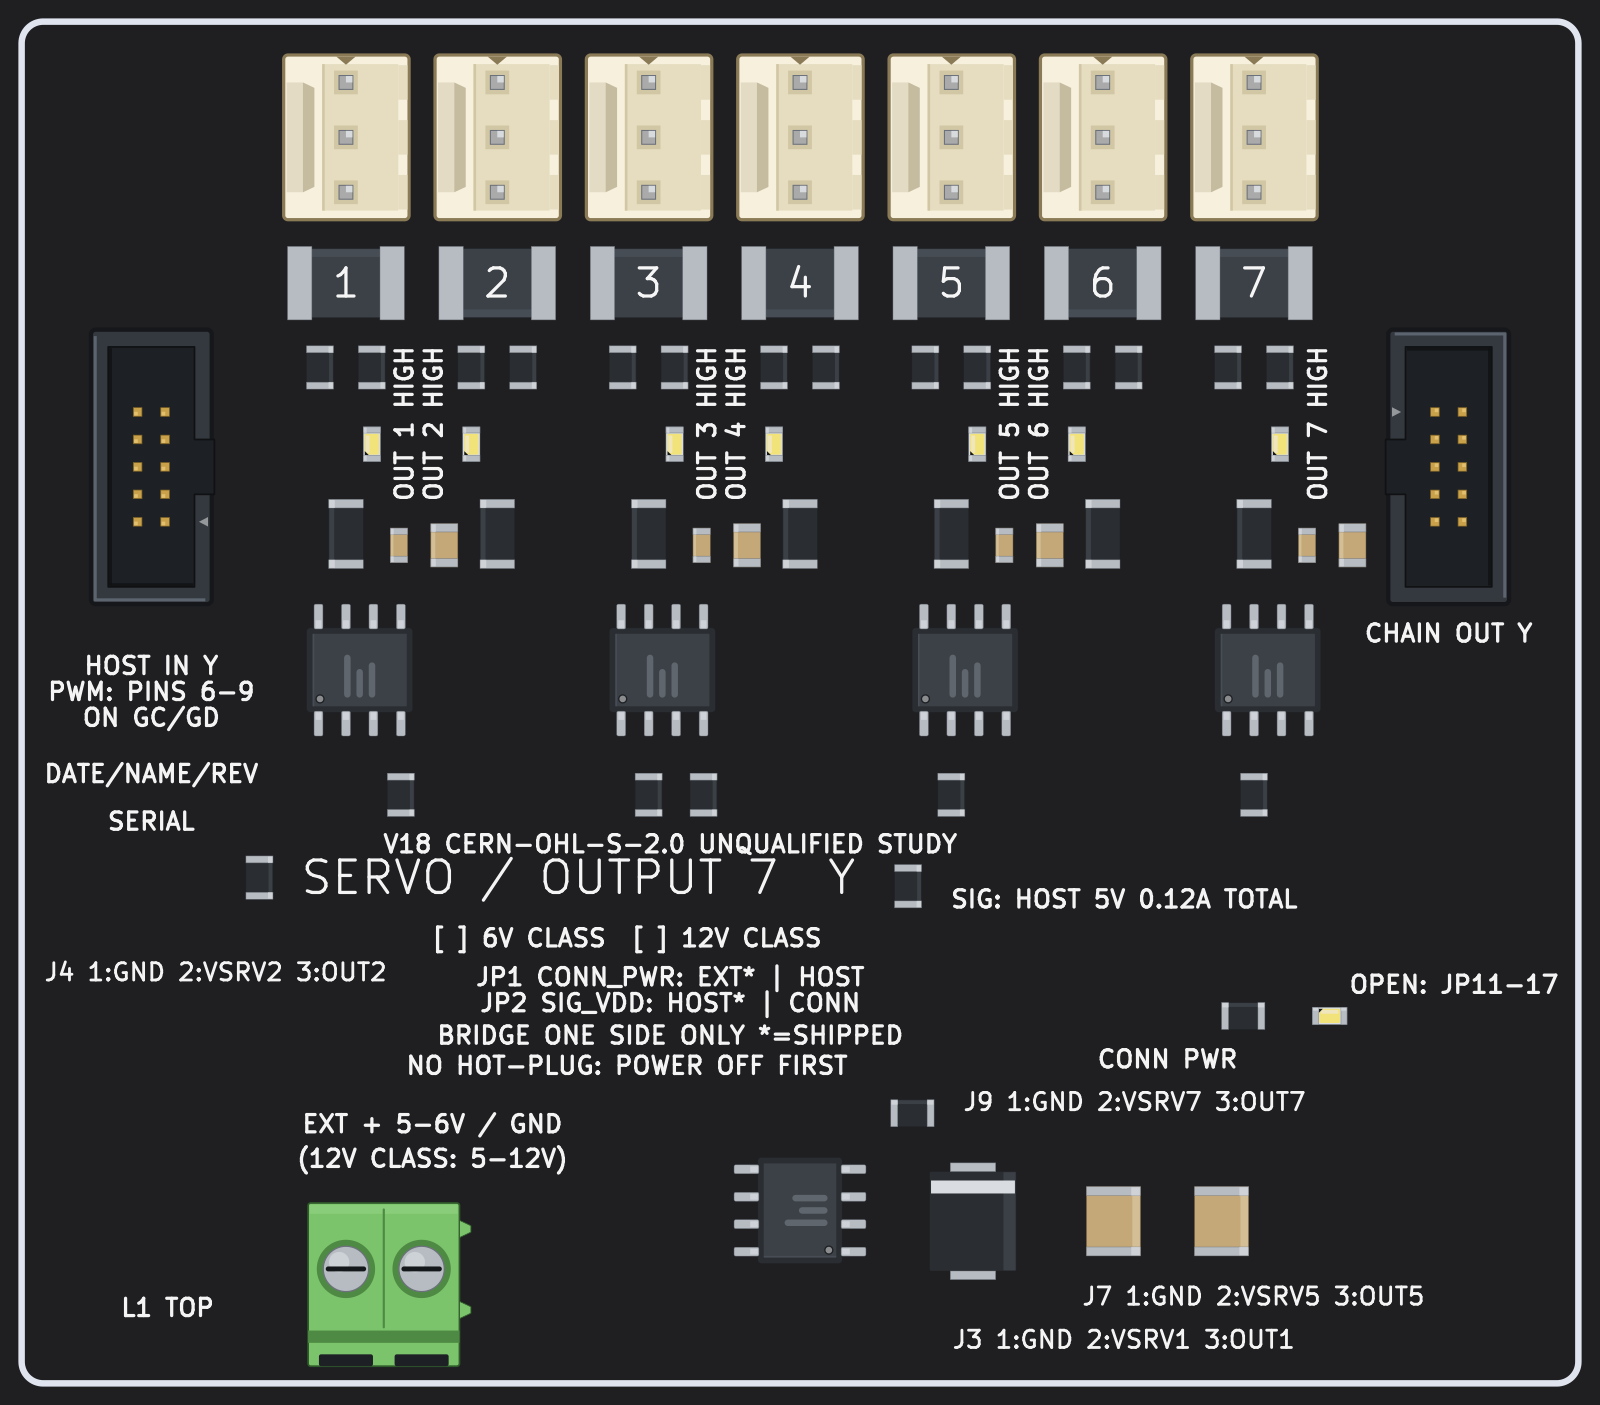 1 2 3 4 5 6 7
OUT 1 HIGH
OUT 2 HIGH
OUT 3 HIGH
OUT 4 HIGH
OUT 5 HIGH
OUT 6 HIGH
OUT 7 HIGH
CHAIN OUT Y
HOST IN Y
PWM: PINS 6-9
ON GC/GD
DATE/NAME/REV
SERIAL
V18 CERN-OHL-S-2.0 UNQUALIFIED STUDY
SERVO / OUTPUT 7 Y
SIG: HOST 5V 0.12A TOTAL
[ ] 6V CLASS [ ] 12V CLASS
J4 1:GND 2:VSRV2 3:OUT2
JP1 CONN_PWR: EXT* | HOST
JP2 SIG_VDD: HOST* | CONN
BRIDGE ONE SIDE ONLY *=SHIPPED
NO HOT-PLUG: POWER OFF FIRST
OPEN: JP11-17
CONN PWR
J9 1:GND 2:VSRV7 3:OUT7
EXT + 5-6V / GND
(12V CLASS: 5-12V)
L1 TOP
J7 1:GND 2:VSRV5 3:OUT5
J3 1:GND 2:VSRV1 3:OUT1